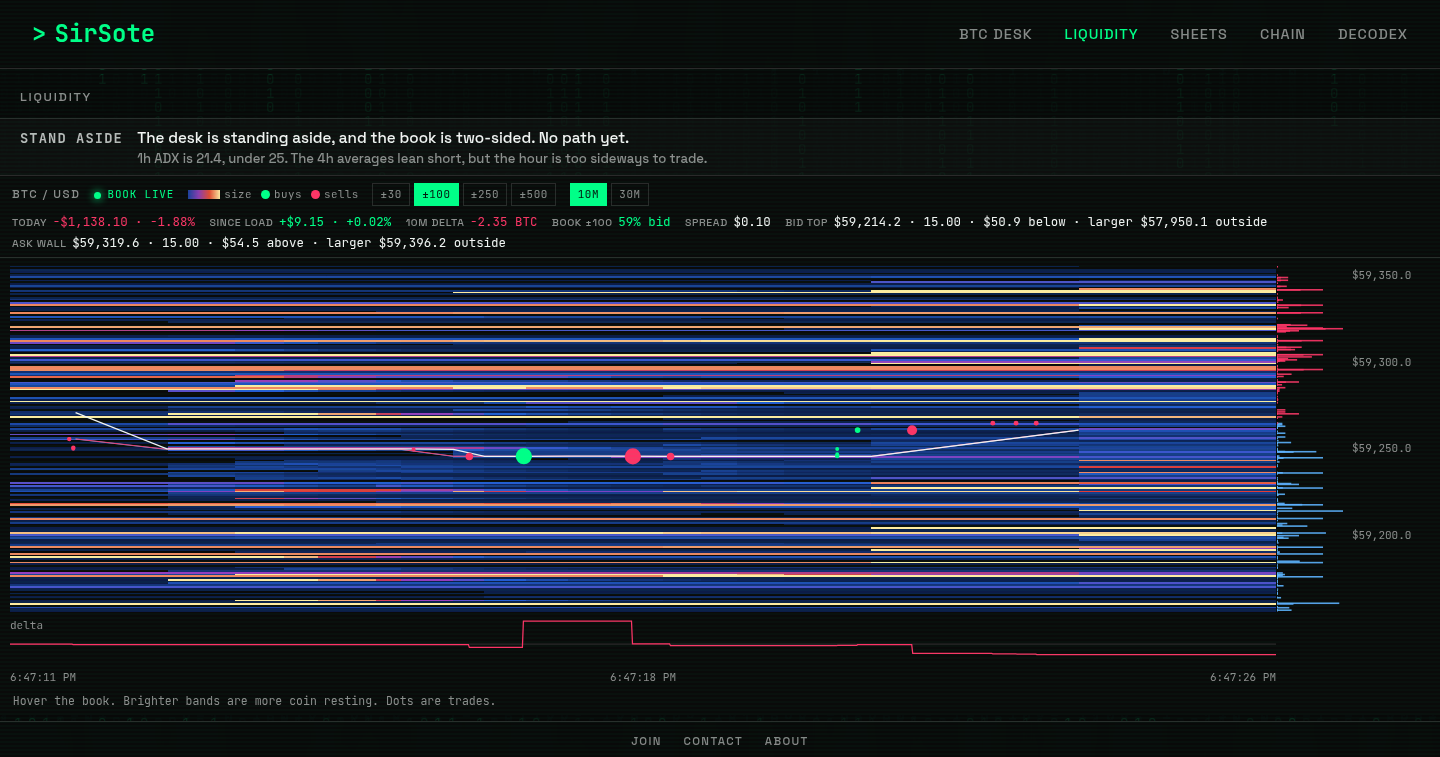 > SirSote
BTC DESK LIQUIDITY SHEETS CHAIN DECODEX
LIQUIDITY
STAND ASIDE The desk is standing aside, and the book is two-sided. No path yet.
1h ADX is 21.4, under 25. The 4h averages lean short, but the hour is too sideways to trade.
BTC / USD BOOK LIVE size buys sells ±30 ±100 ±250 ±500 10M 30M
TODAY -$1,138.10 · -1.88% SINCE LOAD +$9.15 · +0.02% 10M DELTA -2.35 BTC BOOK ±100 59% bid SPREAD $0.10 BID TOP $59,214.2 · 15.00 · $50.9 below · larger $57,950.1 outside
ASK WALL $59,319.6 · 15.00 · $54.5 above · larger $59,396.2 outside
$59,350.0
$59,300.0
$59,250.0
$59,200.0
delta
6:47:11 PM 6:47:18 PM 6:47:26 PM
Hover the book. Brighter bands are more coin resting. Dots are trades.
JOIN CONTACT ABOUT